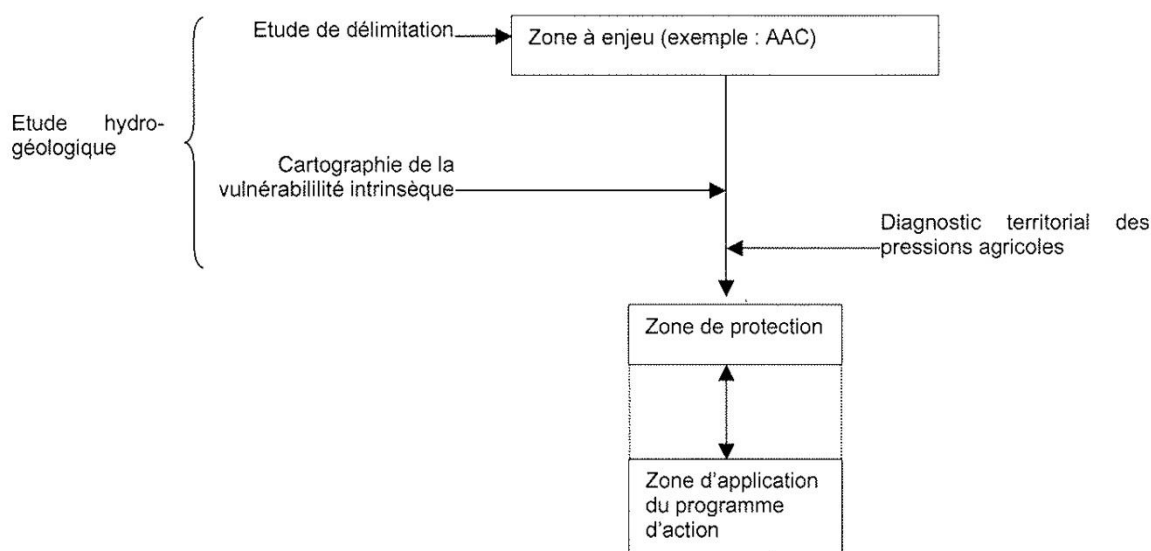 Etude de délimitation
Zone à enjeu (exemple : AAC)
Etude hydro-
géologique
Cartographie de la
vulnérabililité intrinsèque
Diagnostic territorial des
pressions agricoles
Zone de protection
Zone d'application
du programme
d'action